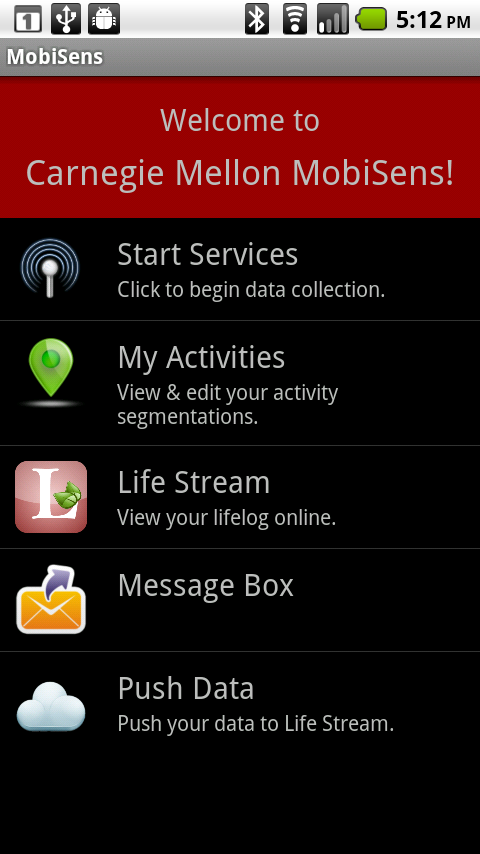 1
5:12 PM
MobiSens
Welcome to
Carnegie Mellon MobiSens!
Start Services
Click to begin data collection.
My Activities
View & edit your activity
segmentations.
L
Life Stream
View your lifelog online.
Message Box
Push Data
Push your data to Life Stream.